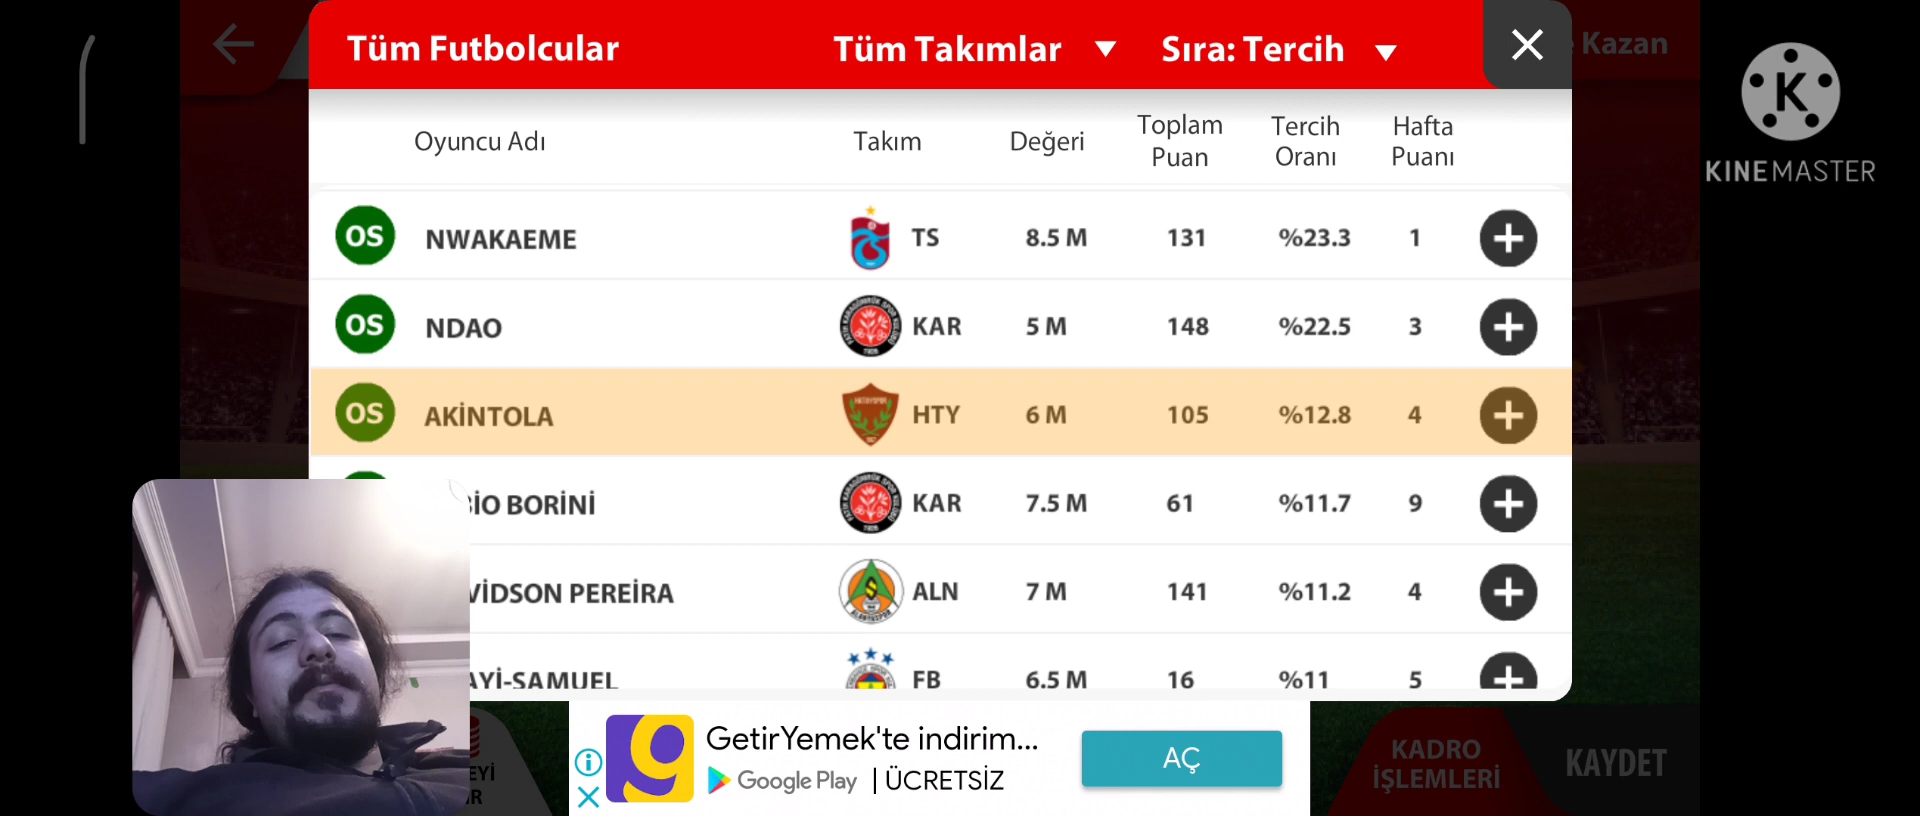 Tüm Futbolcular Tüm Takımlar Sıra: Tercih Kazan
KINEMASTER
Oyuncu Adı Takım Değeri Toplam Puan Tercih Oranı Hafta Puanı
OS NWAKAEME TS 8.5 M 131 %23.3 1
OS NDAO KAR 5 M 148 %22.5 3
OS AKİNTOLA HTY 6 M 105 %12.8 4
BİO BORİNİ KAR 7.5 M 61 %11.7 9
VİDSON PEREİRA ALN 7 M 141 %11.2 4
AYİ-SAMUEL FB 6.5 M 16 %11 5
GetirYemek'te indirim...
Google Play | ÜCRETSİZ
AÇ
KADRO
İŞLEMLERİ
KAYDET